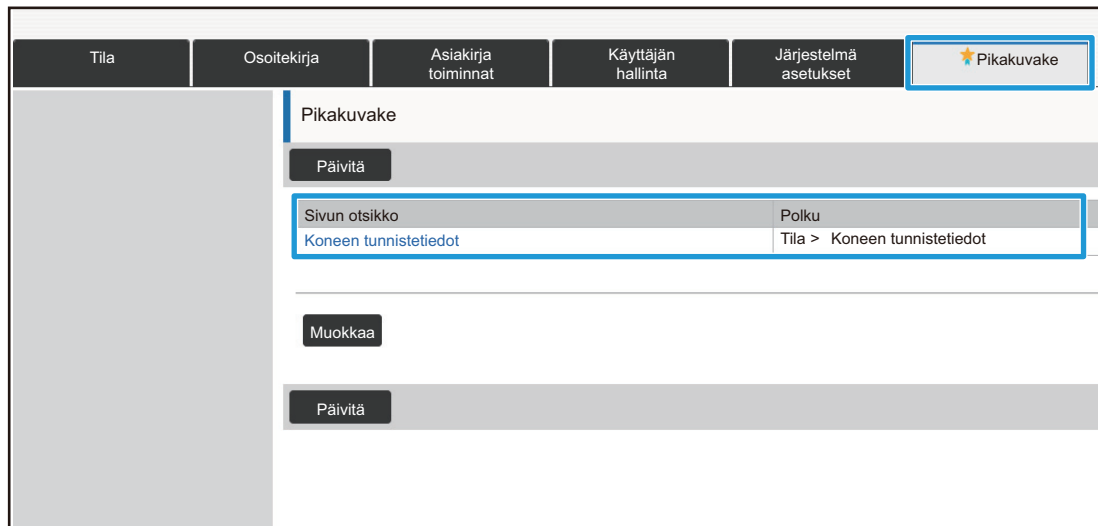 Tila
Osoitekirja
Asiakirja
toiminnat
Käyttäjän
hallinta
Järjestelmä
asetukset
Pikakuvake
Pikakuvake
Päivitä
Sivun otsikko Polku
Koneen tunnistetiedot Tila > Koneen tunnistetiedot
Muokkaa
Päivitä